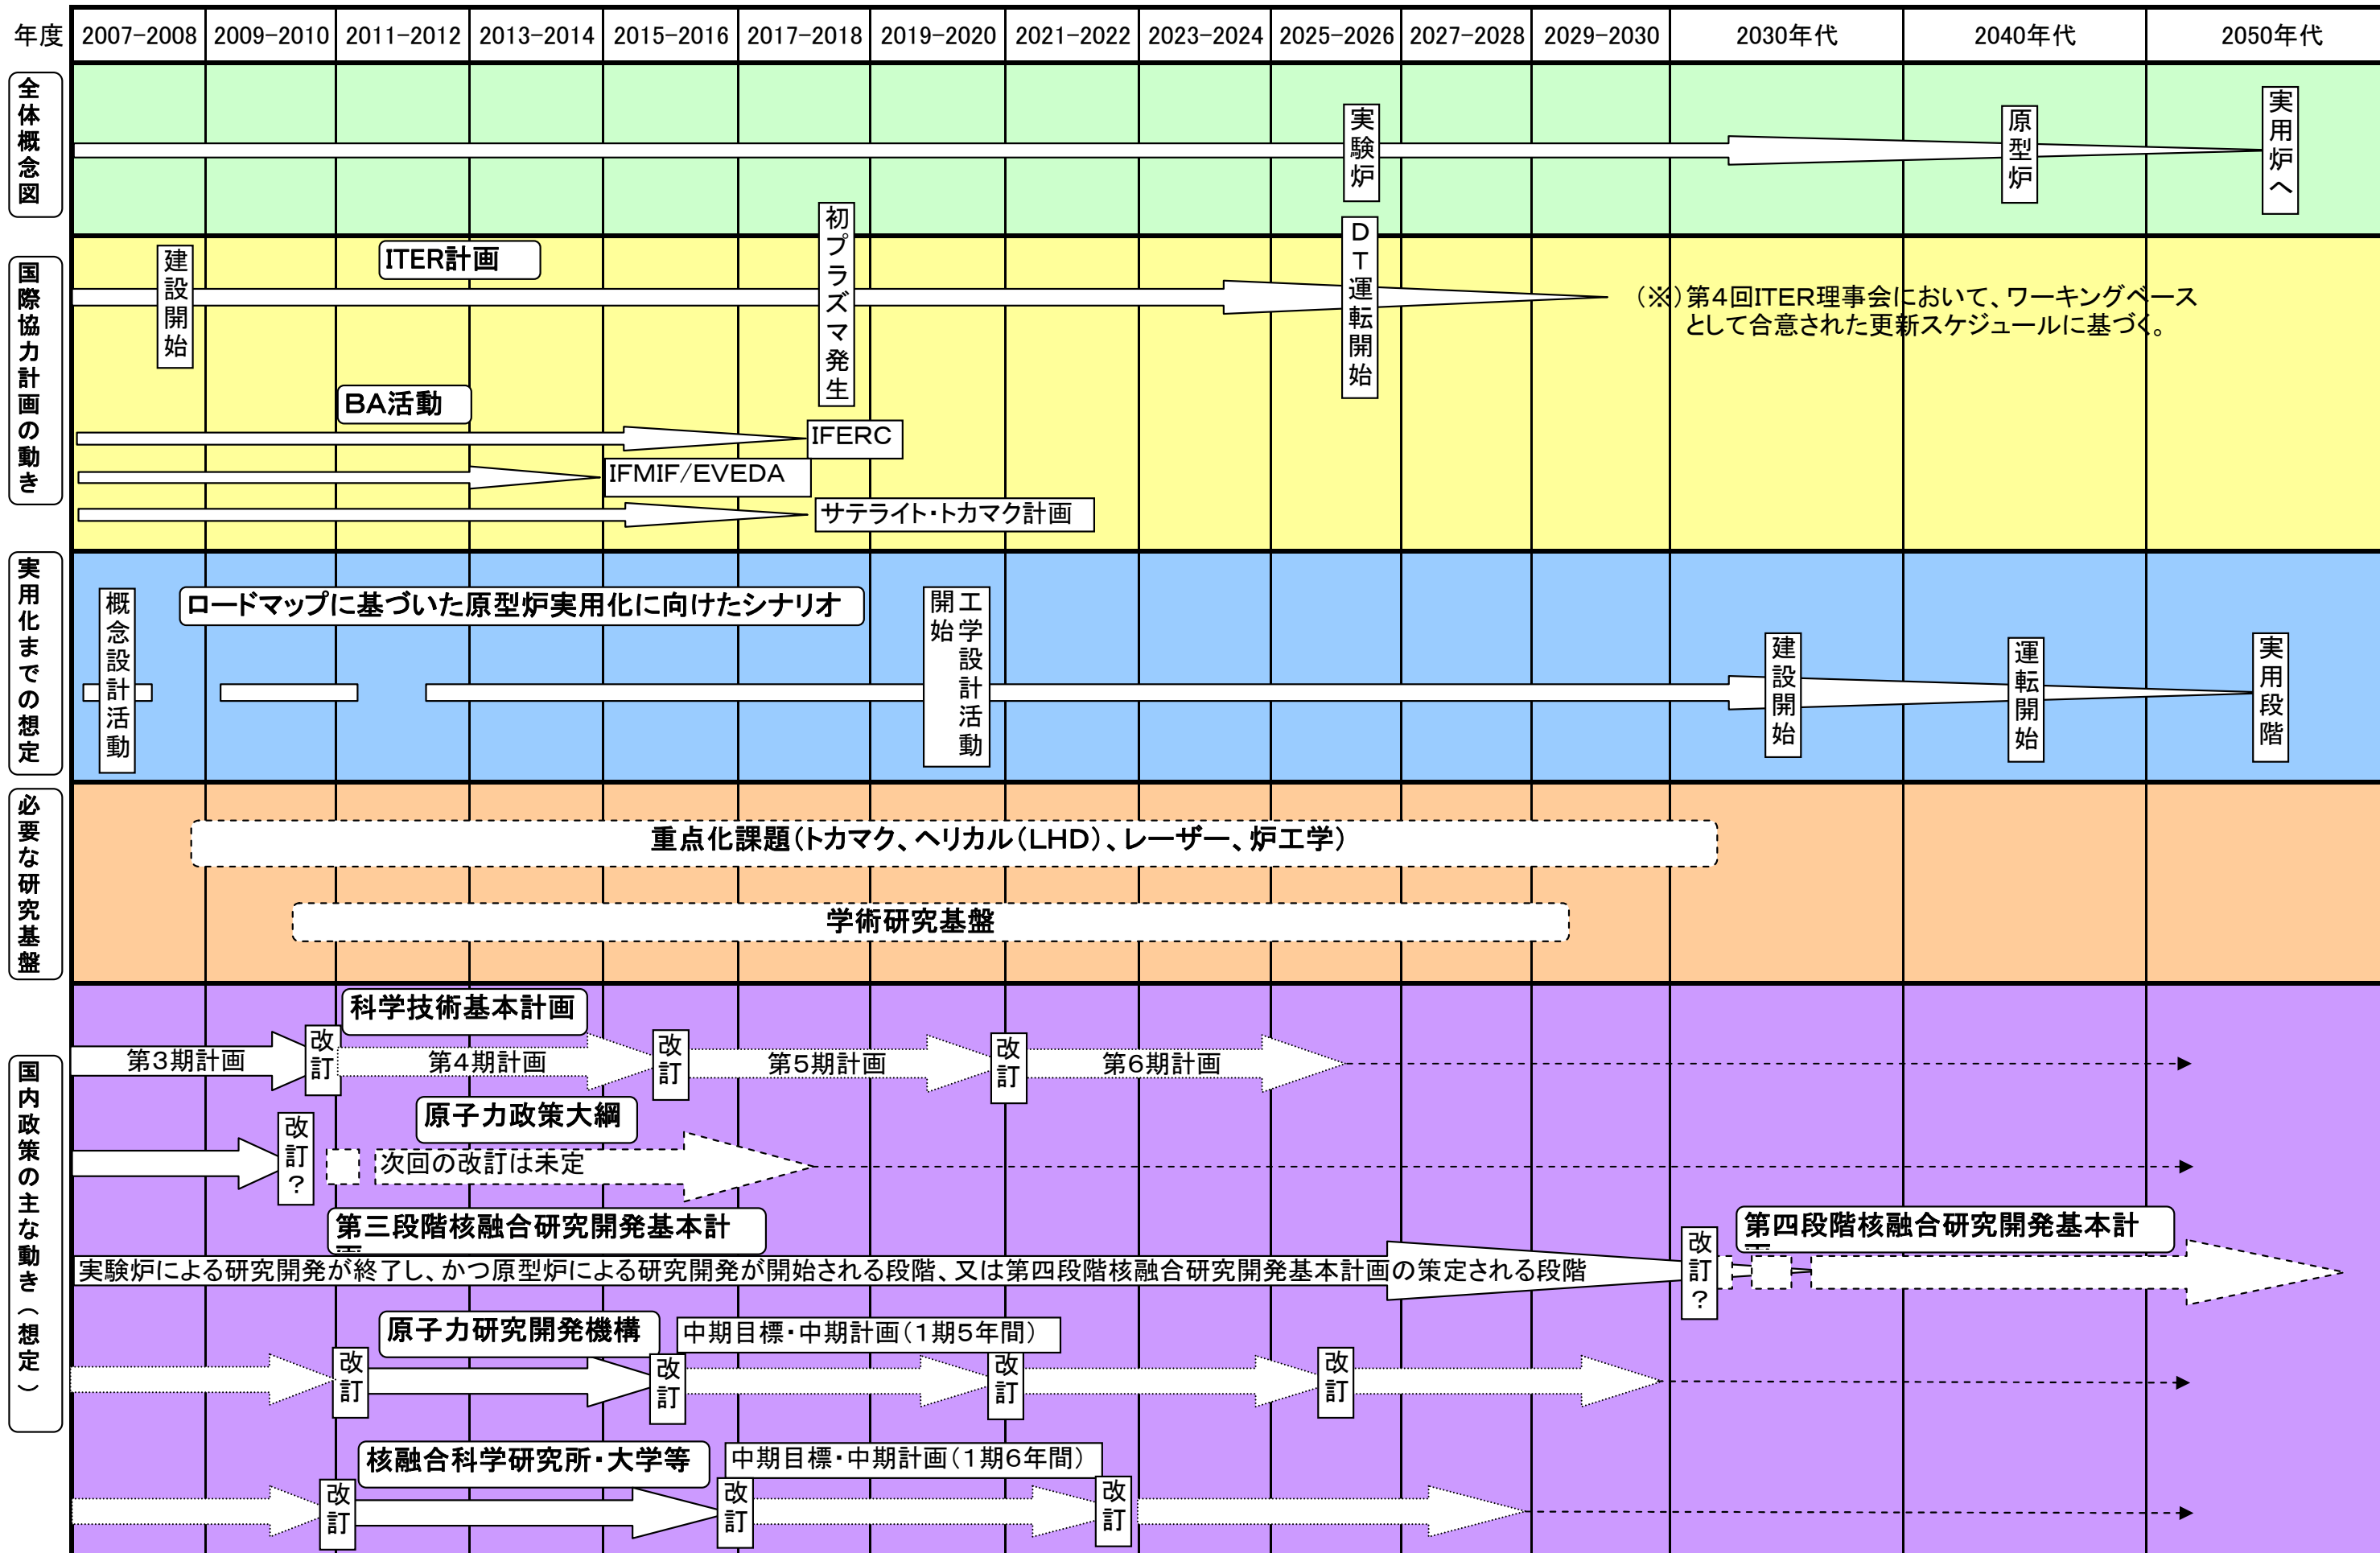 年度 2007-2008 2009-2010 2011-2012 2013-2014 2015-2016 2017-2018 2019-2020 2021-2022 2023-2024 2025-2026 2027-2028 2029-2030 2030年代 2040年代 2050年代
全体概念図
実験炉
原型炉
実用炉へ
国際協力計画の動き
建設開始
ITER計画
初プラズマ発生
DT運転開始
(※)第4回ITER理事会において、ワーキングベース
として合意された更新スケジュールに基づく。
BA活動
IFERC
IFMIF/EVEDA
サテライト・トカマク計画
実用化までの想定
概念設計活動
ロードマップに基づいた原型炉実用化に向けたシナリオ
工学設計活動
開始
建設開始
運転開始
実用段階
必要な研究基盤
重点化課題(トカマク、ヘリカル(LHD)、レーザー、炉工学)
学術研究基盤
国内政策の主な動き(想定)
科学技術基本計画
第3期計画
改訂
第4期計画
改訂
第5期計画
改訂
第6期計画
原子力政策大綱
改訂?
次回の改訂は未定
第三段階核融合研究開発基本計
実験炉による研究開発が終了し、かつ原型炉による研究開発が開始される段階、又は第四段階核融合研究開発基本計画の策定される段階
改訂?
第四段階核融合研究開発基本計
原子力研究開発機構
中期目標・中期計画(1期5年間)
改訂
改訂
改訂
改訂
核融合科学研究所・大学等
中期目標・中期計画(1期6年間)
改訂
改訂
改訂